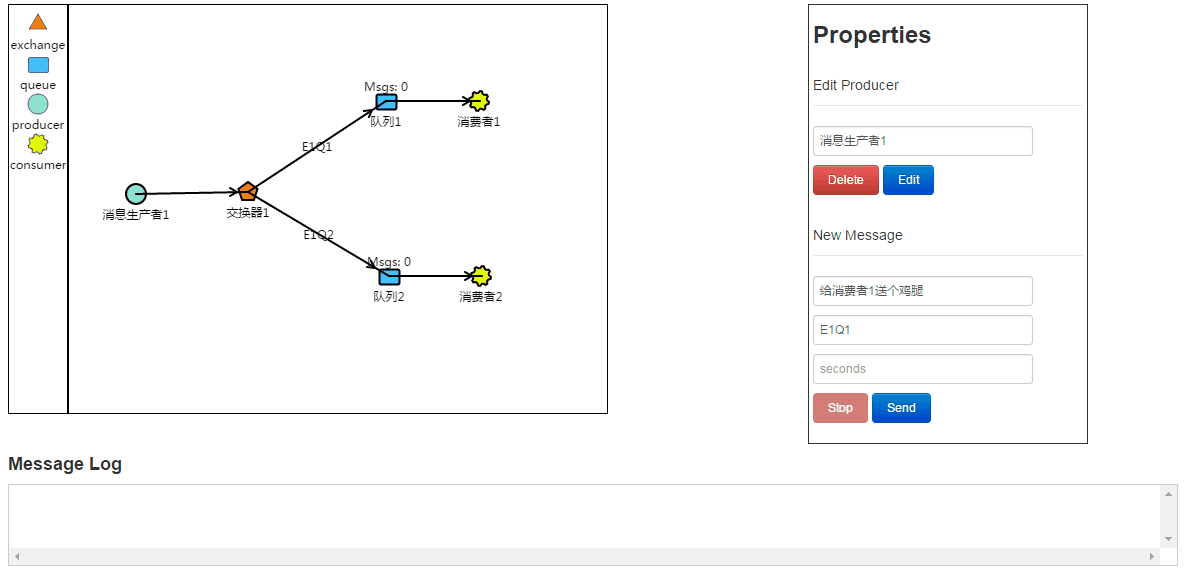 exchange
queue
producer
consumer
Msgs: 0
队列1
消费者1
E1Q1
消息生产者1
交换器1
E1Q2
Msgs: 0
队列2
消费者2
Properties
Edit Producer
消息生产者1
Delete
Edit
New Message
给消费者1送个鸡腿
E1Q1
seconds
Stop
Send
Message Log